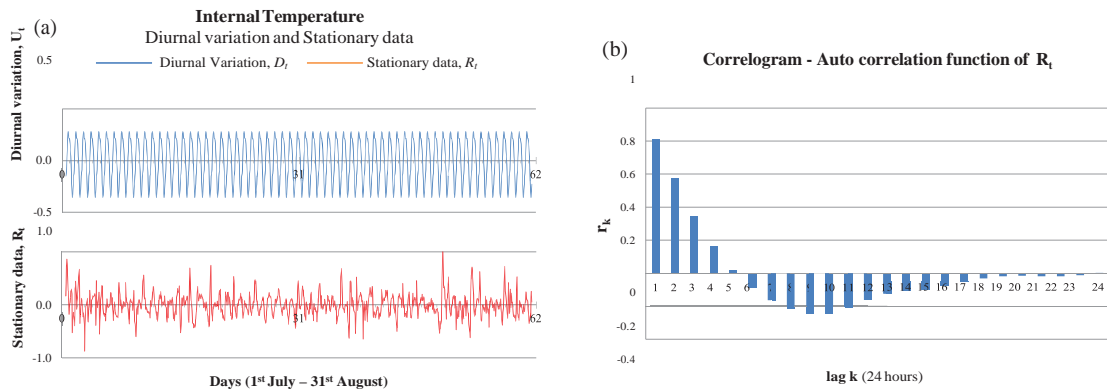 (a)
Internal Temperature
Diurnal variation and Stationary data
Diurnal Variation, Dt
Stationary data, Rt
Diurnal variation, Ut
0.5
0.0
-0.5
0
31
62
Stationary data, Rt
1.0
0.0
-1.0
0
31
62
Days (1st July – 31st August)
(b)
Correlogram - Auto correlation function of Rt
rk
1
0.8
0.6
0.4
0.2
0
-0.2
-0.4
1 2 3 4 5 6 7 8 9 10 11 12 13 14 15 16 17 18 19 20 21 22 23 24
lag k (24 hours)